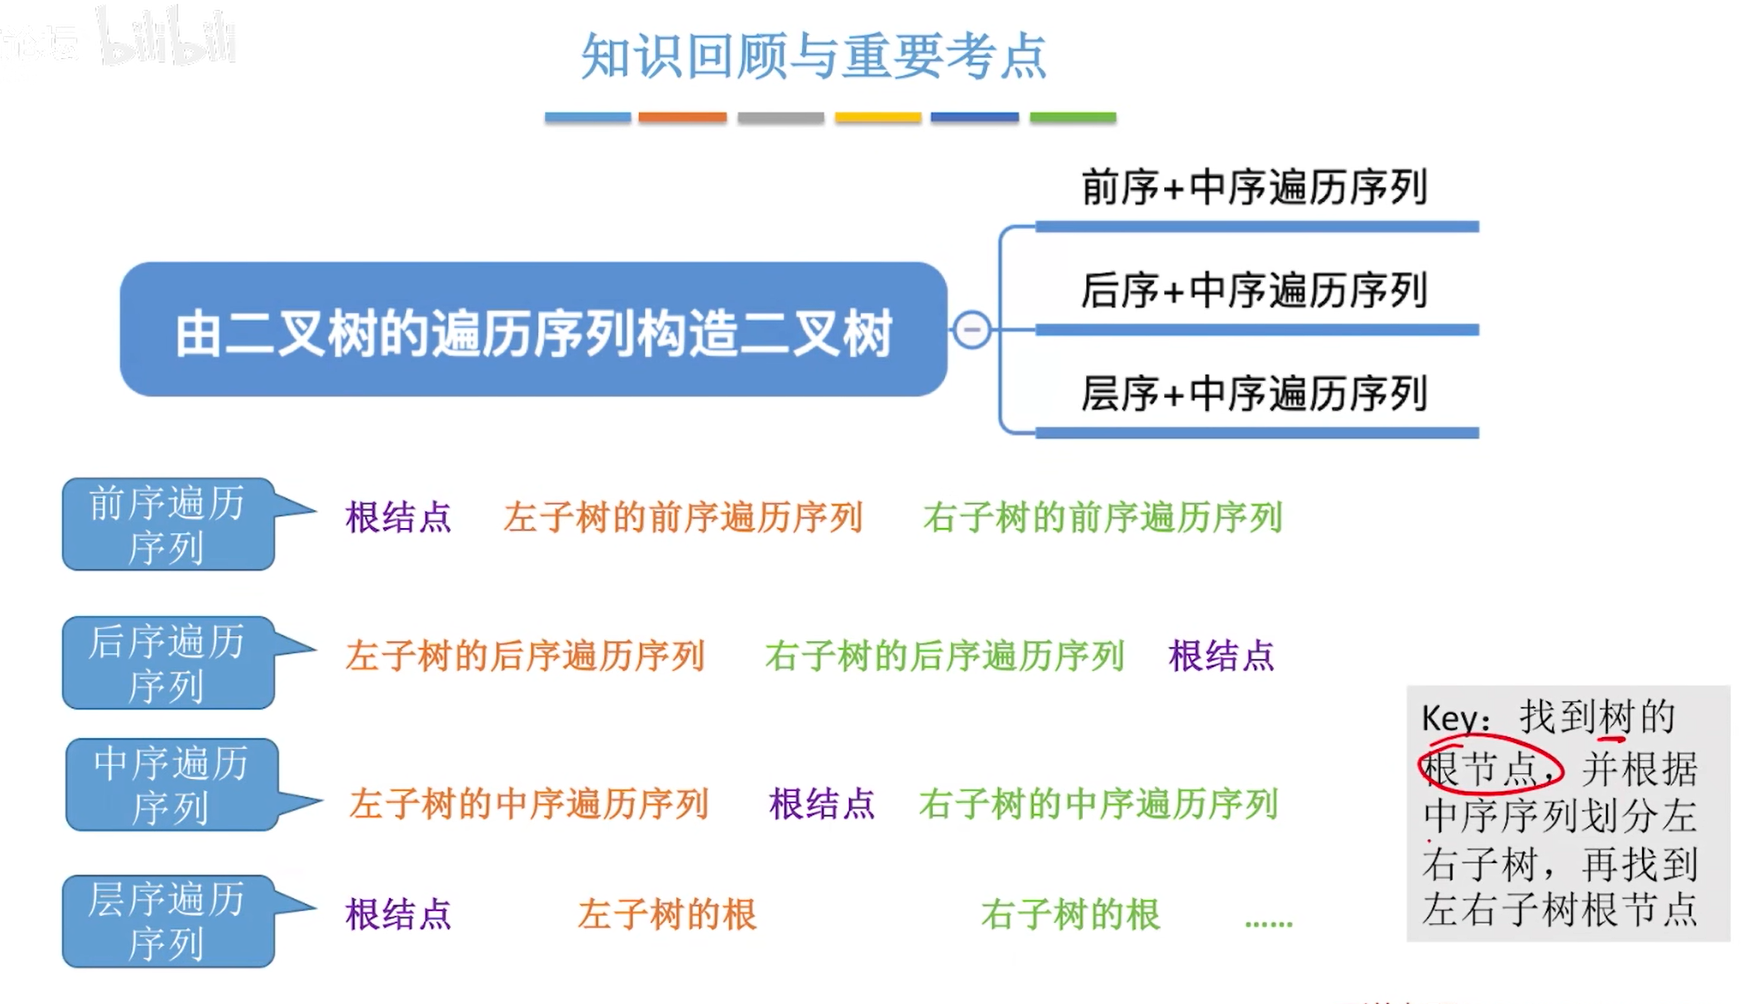 bilibili
知识回顾与重要考点
前序+中序遍历序列
后序+中序遍历序列
层序+中序遍历序列
由二叉树的遍历序列构造二叉树
前序遍历
序列
根结点 左子树的前序遍历序列 右子树的前序遍历序列
后序遍历
序列
左子树的后序遍历序列 右子树的后序遍历序列 根结点
中序遍历
序列
左子树的中序遍历序列 根结点 右子树的中序遍历序列
层序遍历
序列
根结点 左子树的根 右子树的根 ……
Key：找到树的
根节点，并根据
中序序列划分左
右子树，再找到
左右子树根节点